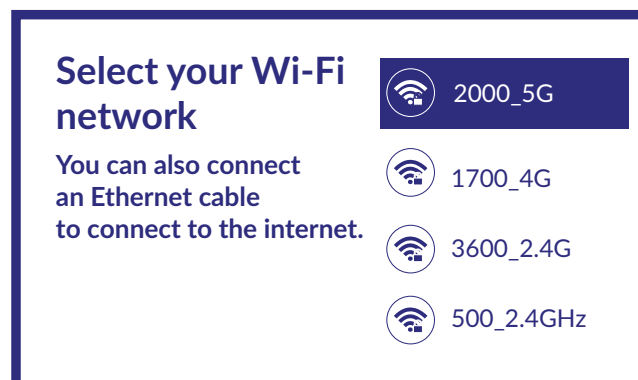 Select your Wi-Fi
network
You can also connect
an Ethernet cable
to connect to the internet.
2000_5G
1700_4G
3600_2.4G
500_2.4GHz